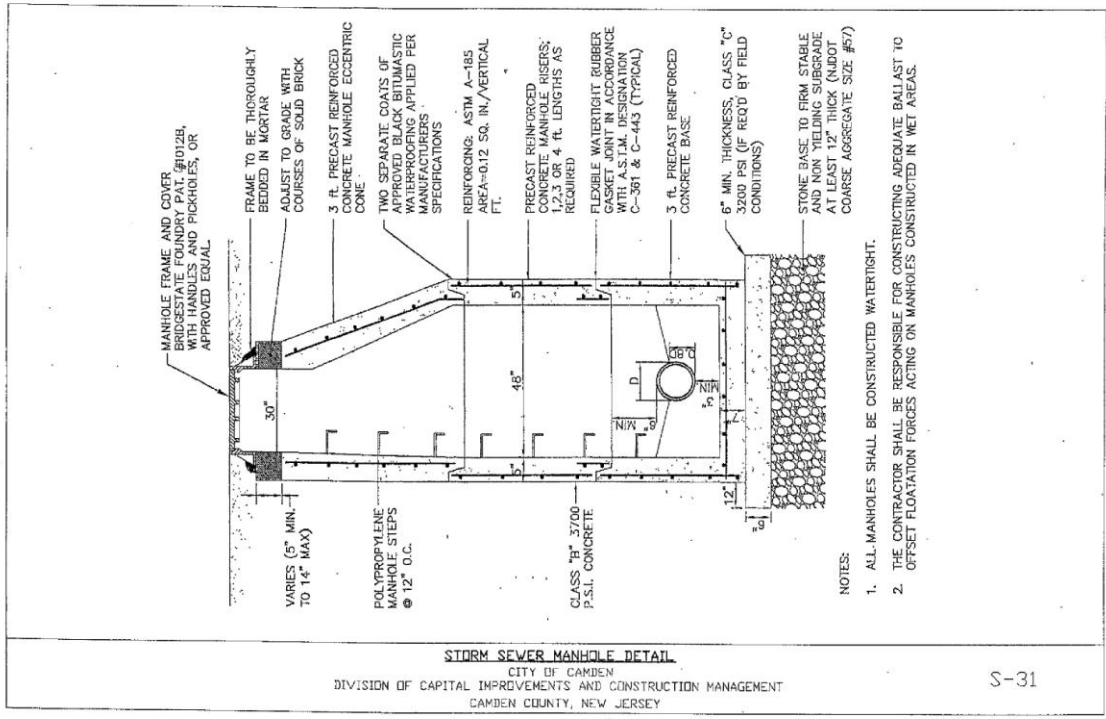 MANHOLE FRAME AND COVER
BRIDGESTATE FOUNDRY PAT. #1012B,
WITH HANDLES AND PICKHOLES, OR
APPROVED EQUAL
FRAME TO BE THOROUGHLY
BEDDED IN MORTAR
ADJUST TO GRADE WITH
COURSES OF SOLID BRICK
3 ft. PRECAST REINFORCED
CONCRETE MANHOLE ECCENTRIC
CONE
TWO SEPARATE COATS OF
APPROVED BLACK BITUMASTIC
WATERPROOFING APPLIED PER
MANUFACTURERS
SPECIFICATIONS
REINFORCING: ASTM A-185
AREA=0.12 SQ. IN./VERTICAL
FT.
PRECAST REINFORCED
CONCRETE MANHOLE RISERS;
1,2,3 OR 4 ft. LENGTHS AS
REQUIRED
FLEXIBLE WATERTIGHT RUBBER
GASKET JOINT IN ACCORDANCE
WITH A.S.T.M. DESIGNATION
C-361 & C-443 (TYPICAL)
3 ft. PRECAST REINFORCED
CONCRETE BASE
6" MIN. THICKNESS, CLASS "C"
3200 PSI (IF REQ'D BY FIELD
CONDITIONS)
STONE BASE TO FIRM STABLE
AND NON YIELDING SUBGRADE
AT LEAST 12" THICK (NJDOT
COARSE AGGREGATE SIZE #57)
30"
VARIES (5" MIN.
TO 14" MAX)
POLYPROPYLENE
MANHOLE STEPS
@ 12" O.C.
CLASS "B" 3700
P.S.I. CONCRETE
5"
48"
5"
D
0.8D
6"
MIN
3"
MIN
7"
12"
6"
NOTES:
1. ALL MANHOLES SHALL BE CONSTRUCTED WATERTIGHT.
2. THE CONTRACTOR SHALL BE RESPONSIBLE FOR CONSTRUCTING ADEQUATE BALLAST TO
OFFSET FLOATATION FORCES ACTING ON MANHOLES CONSTRUCTED IN WET AREAS.
STORM SEWER MANHOLE DETAIL
CITY OF CAMDEN
DIVISION OF CAPITAL IMPROVEMENTS AND CONSTRUCTION MANAGEMENT
CAMDEN COUNTY, NEW JERSEY
S-31